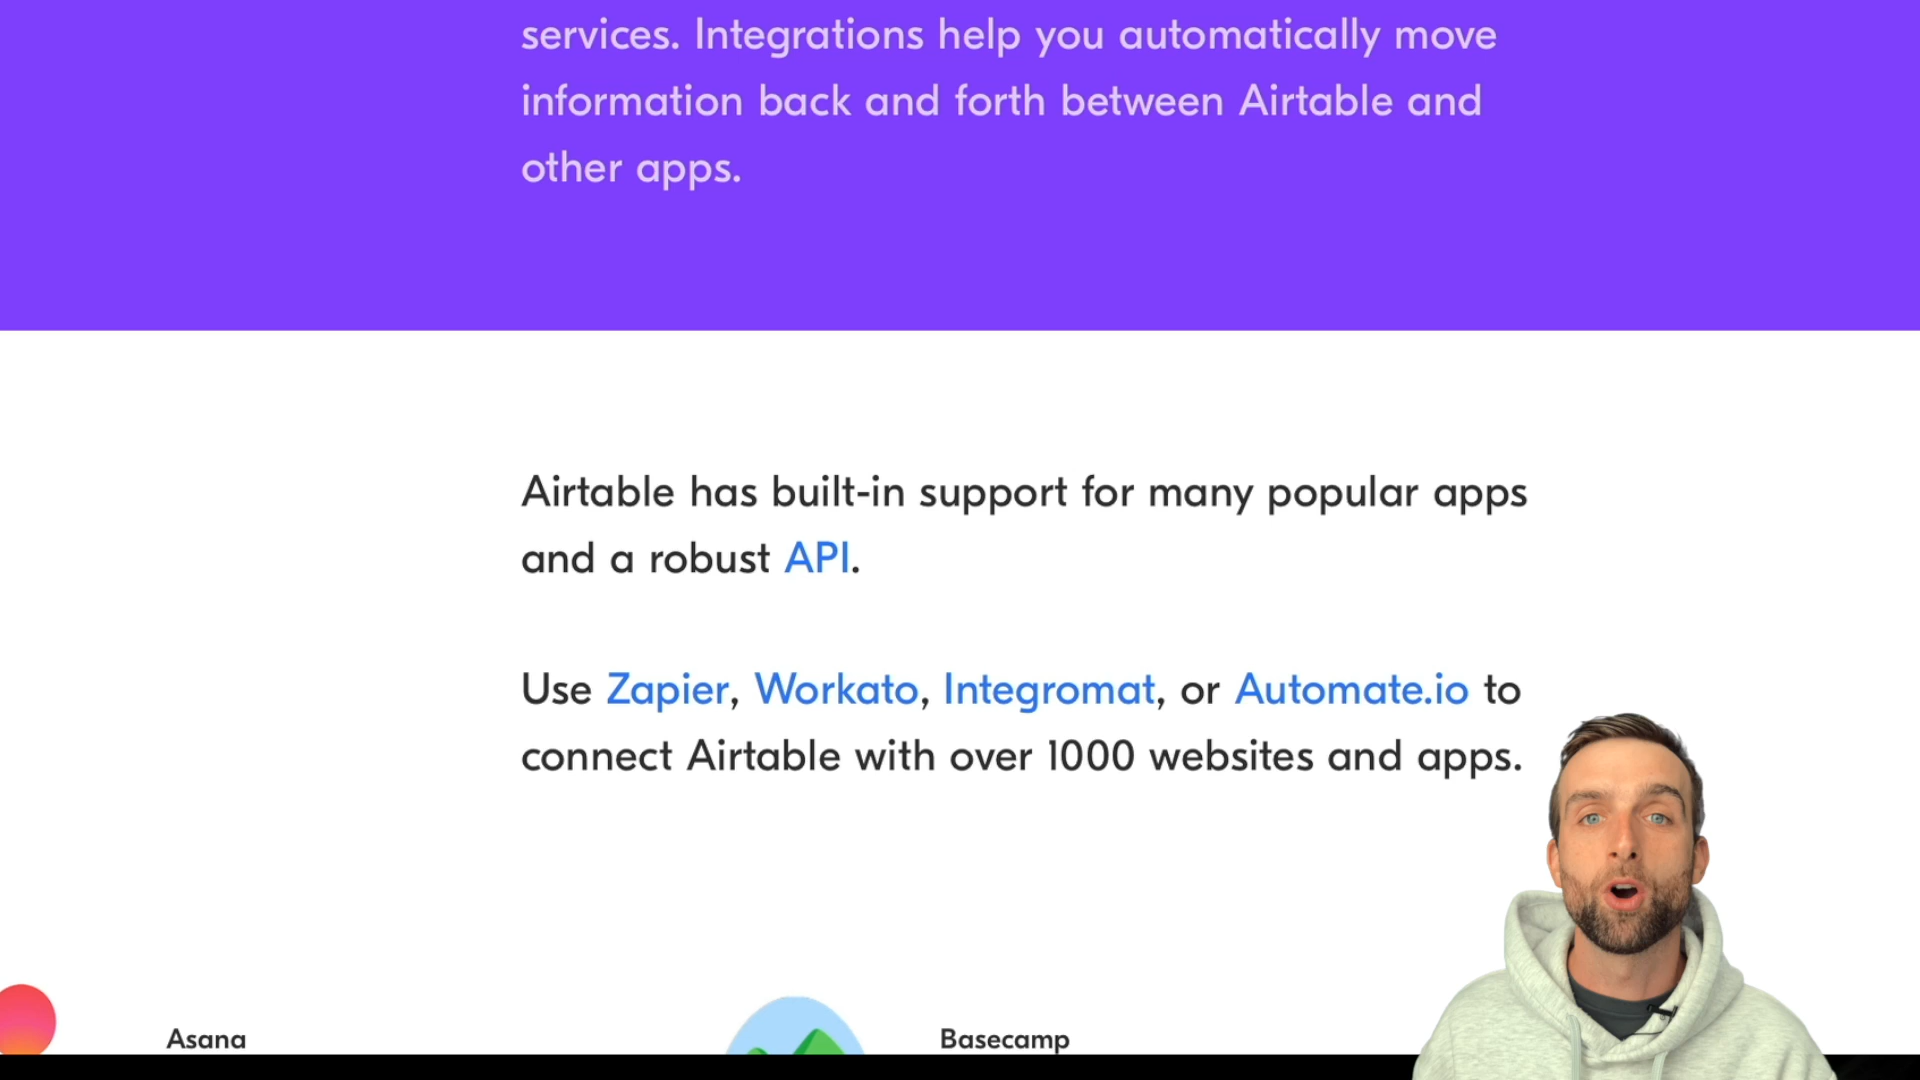 services. Integrations help you automatically move
information back and forth between Airtable and
other apps.
Airtable has built-in support for many popular apps
and a robust API.
Use Zapier, Workato, Integromat, or Automate.io to
connect Airtable with over 1000 websites and apps.
Asana
Basecamp